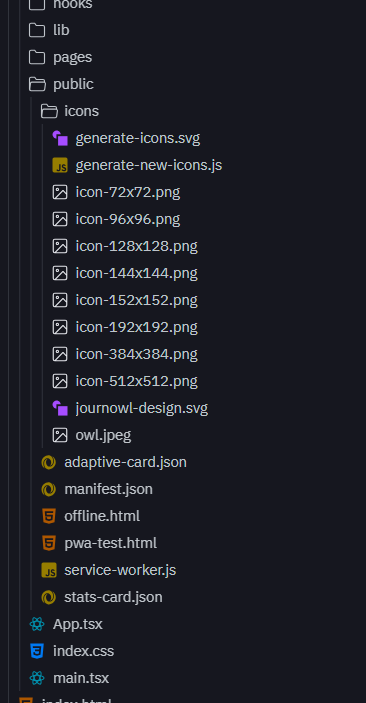 hooks
lib
pages
public
icons
generate-icons.svg
JS generate-new-icons.js
icon-72x72.png
icon-96x96.png
icon-128x128.png
icon-144x144.png
icon-152x152.png
icon-192x192.png
icon-384x384.png
icon-512x512.png
journowl-design.svg
owl.jpeg
adaptive-card.json
manifest.json
offline.html
pwa-test.html
JS service-worker.js
stats-card.json
App.tsx
index.css
main.tsx
index.html